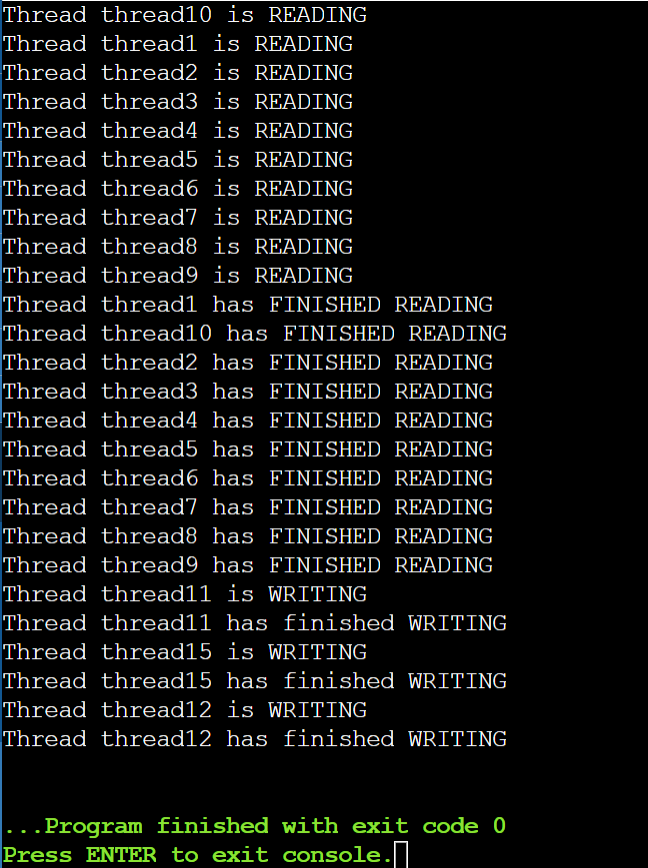 Thread thread10 is READING
Thread thread1 is READING
Thread thread2 is READING
Thread thread3 is READING
Thread thread4 is READING
Thread thread5 is READING
Thread thread6 is READING
Thread thread7 is READING
Thread thread8 is READING
Thread thread9 is READING
Thread thread1 has FINISHED READING
Thread thread10 has FINISHED READING
Thread thread2 has FINISHED READING
Thread thread3 has FINISHED READING
Thread thread4 has FINISHED READING
Thread thread5 has FINISHED READING
Thread thread6 has FINISHED READING
Thread thread7 has FINISHED READING
Thread thread8 has FINISHED READING
Thread thread9 has FINISHED READING
Thread thread11 is WRITING
Thread thread11 has finished WRITING
Thread thread15 is WRITING
Thread thread15 has finished WRITING
Thread thread12 is WRITING
Thread thread12 has finished WRITING
...Program finished with exit code 0
Press ENTER to exit console.